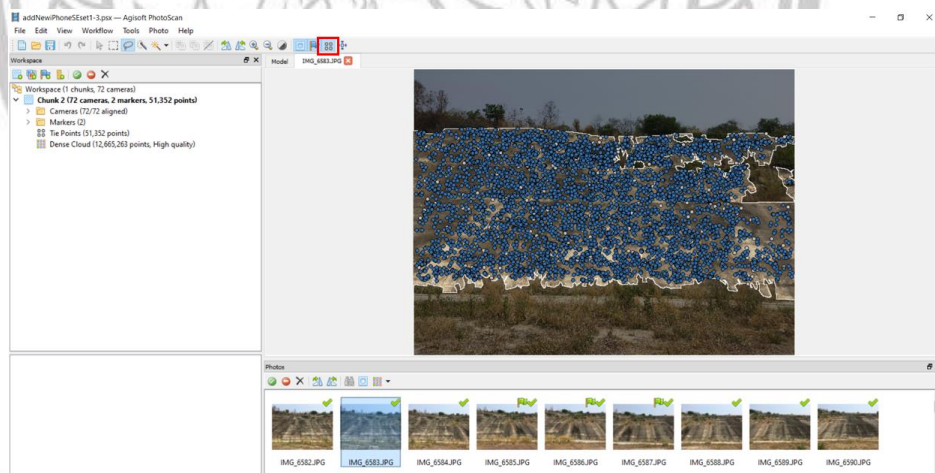 addNewiPhoneSEset1-3.psx — Agisoft PhotoScan
File Edit View Workflow Tools Photo Help
Workspace
Model IMG_6583.JPG
Workspace (1 chunks, 72 cameras)
Chunk 2 (72 cameras, 2 markers, 51,352 points)
Cameras (72/72 aligned)
Markers (2)
Tie Points (51,352 points)
Dense Cloud (12,665,263 points, High quality)
Photos
IMG_6582.JPG IMG_6583.JPG IMG_6584.JPG IMG_6585.JPG IMG_6586.JPG IMG_6587.JPG IMG_6588.JPG IMG_6589.JPG IMG_6590.JPG